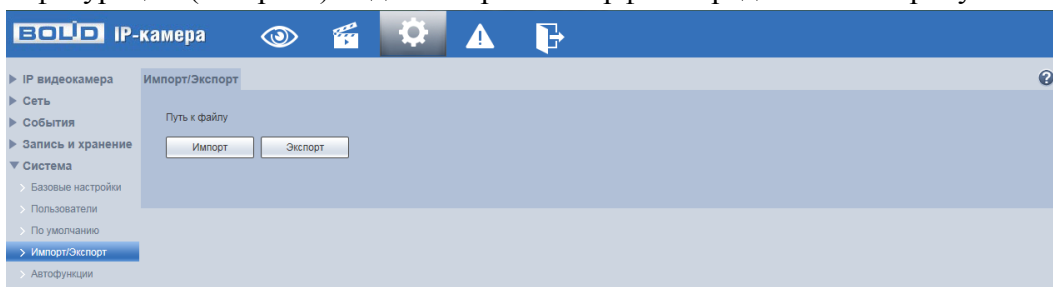 BOLID IP-камера
IP видеокамера
Сеть
События
Запись и хранение
Система
Базовые настройки
Пользователи
По умолчанию
Импорт/Экспорт
Автофункции
Импорт/Экспорт
Путь к файлу
Импорт Экспорт